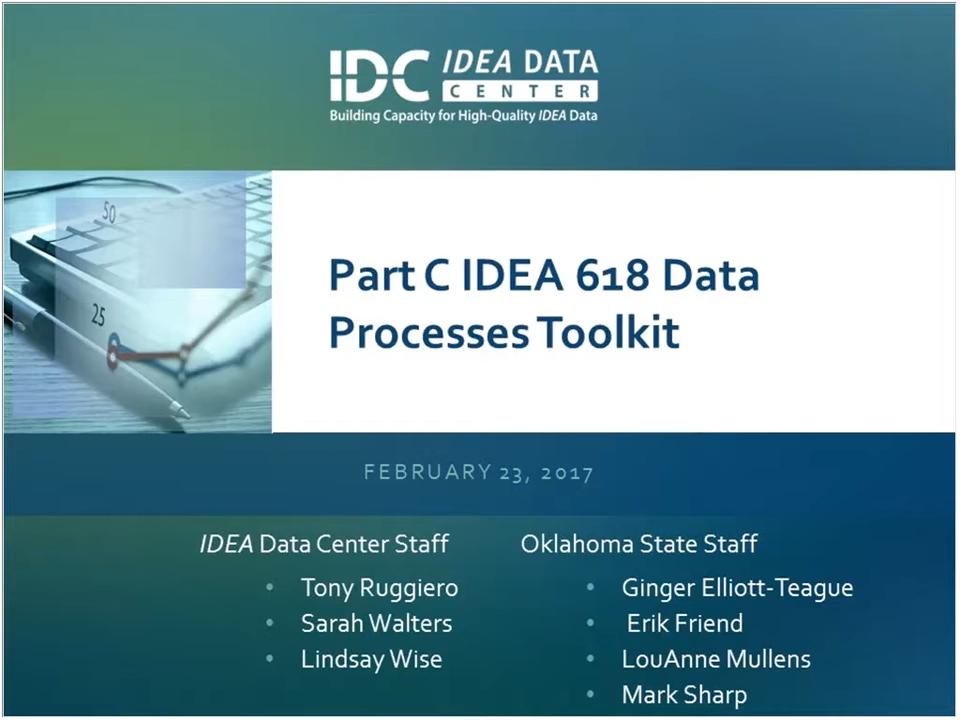 IDC IDEA DATA
CENTER
Building Capacity for High-Quality IDEA Data
50
25
Part C IDEA 618 Data
Processes Toolkit
FEBRUARY 23, 2017
IDEA Data Center Staff
• Tony Ruggiero
• Sarah Walters
• Lindsay Wise
Oklahoma State Staff
• Ginger Elliott-Teague
• Erik Friend
• LouAnne Mullens
• Mark Sharp